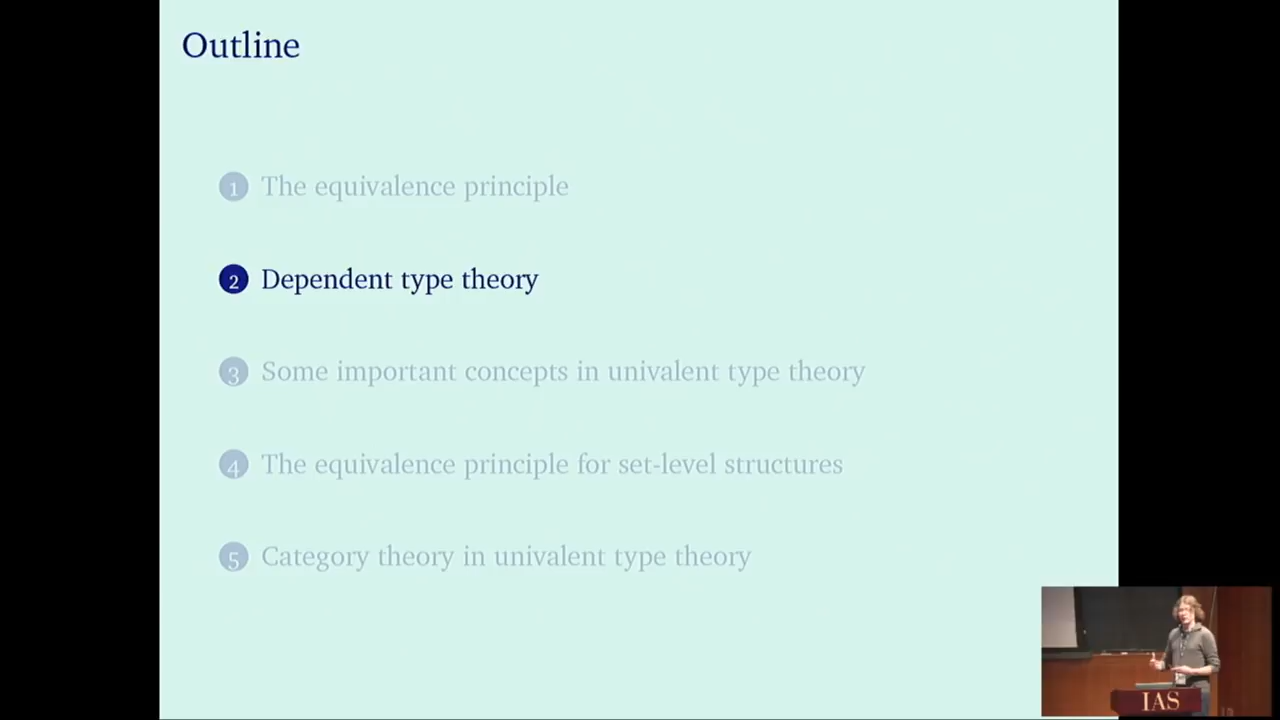 Outline
1 The equivalence principle
2 Dependent type theory
3 Some important concepts in univalent type theory
4 The equivalence principle for set-level structures
5 Category theory in univalent type theory
IAS